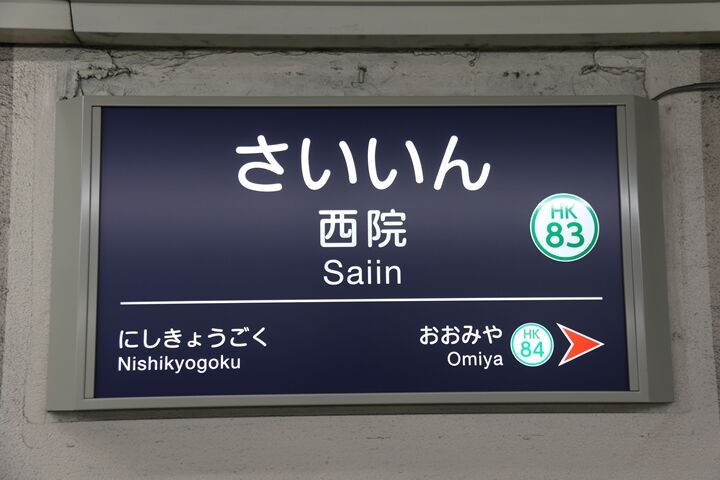 さいいん
西院
Saiin
HK
83
にしきょうごく
Nishikyogoku
おおみや
Omiya
HK
84